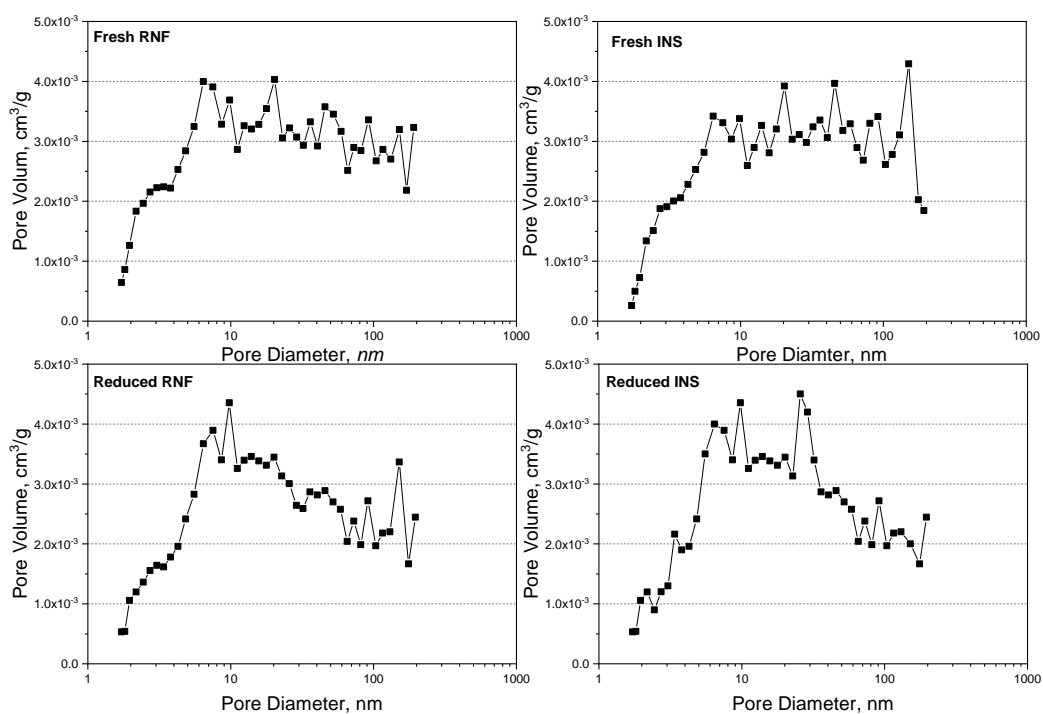 Fresh RNF
5.0x10⁻³
4.0x10⁻³
3.0x10⁻³
2.0x10⁻³
1.0x10⁻³
0.0
Pore Volum, cm³/g
1 10 100 1000
Pore Diameter, nm
Fresh INS
5.0x10⁻³
4.0x10⁻³
3.0x10⁻³
2.0x10⁻³
1.0x10⁻³
0.0
Pore Volume, cm³/g
1 10 100 1000
Pore Diamter, nm
Reduced RNF
5.0x10⁻³
4.0x10⁻³
3.0x10⁻³
2.0x10⁻³
1.0x10⁻³
0.0
Pore Volume, cm³/g
1 10 100 1000
Pore Diameter, nm
Reduced INS
5.0x10⁻³
4.0x10⁻³
3.0x10⁻³
2.0x10⁻³
1.0x10⁻³
0.0
Pore Volume, cm³/g
1 10 100 1000
Pore Diameter, nm